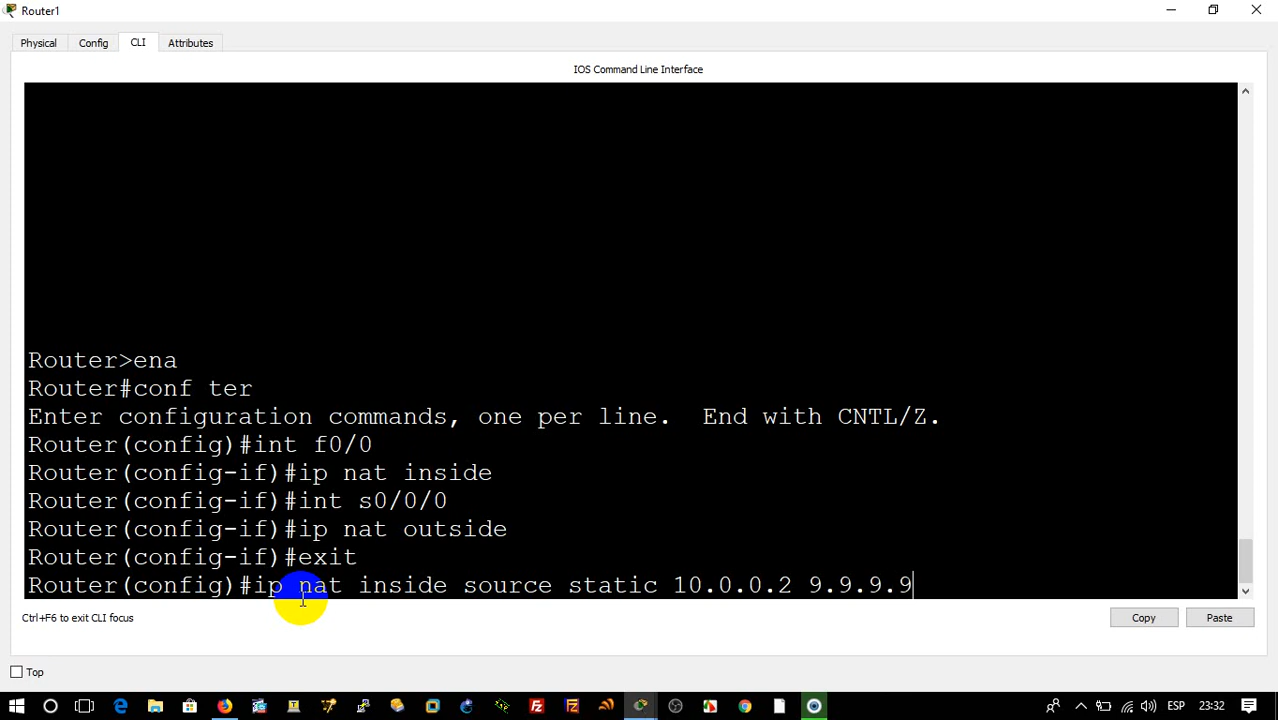 Router1
Physical Config CLI Attributes
IOS Command Line Interface
Router>ena
Router#conf ter
Enter configuration commands, one per line.  End with CNTL/Z.
Router(config)#int f0/0
Router(config-if)#ip nat inside
Router(config-if)#int s0/0/0
Router(config-if)#ip nat outside
Router(config-if)#exit
Router(config)#ip nat inside source static 10.0.0.2 9.9.9.9
Ctrl+F6 to exit CLI focus
Copy Paste
Top
ESP 23:32